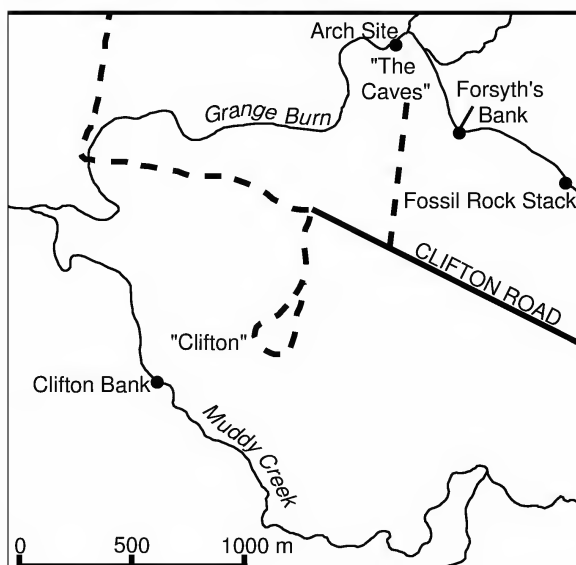 Arch Site
"The
Caves"
Forsyth's
Bank
Grange Burn
Fossil Rock Stack
CLIFTON ROAD
"Clifton"
Clifton Bank
Muddy Creek
0 500 1000 m